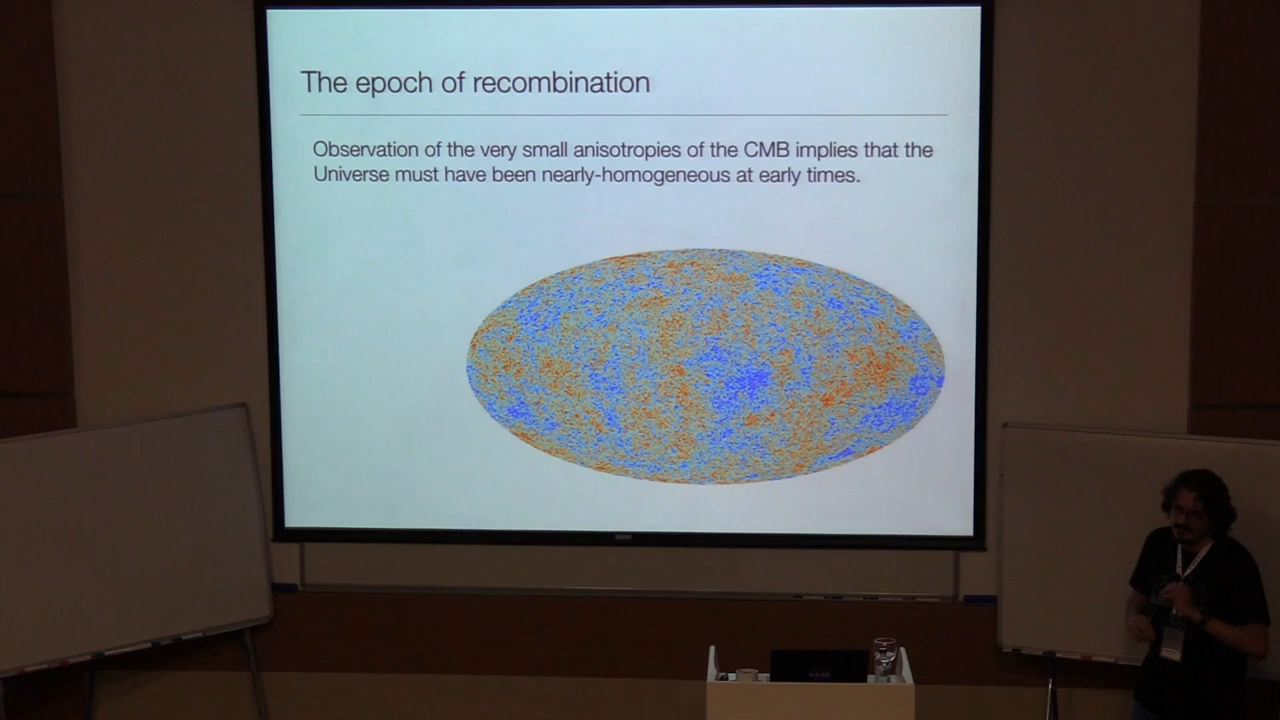 The epoch of recombination
Observation of the very small anisotropies of the CMB implies that the
Universe must have been nearly-homogeneous at early times.